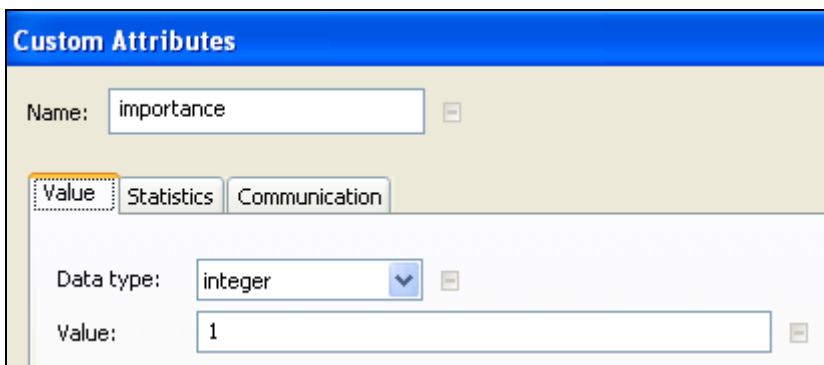 Custom Attributes
Name: importance
Value Statistics Communication
Data type: integer
Value: 1